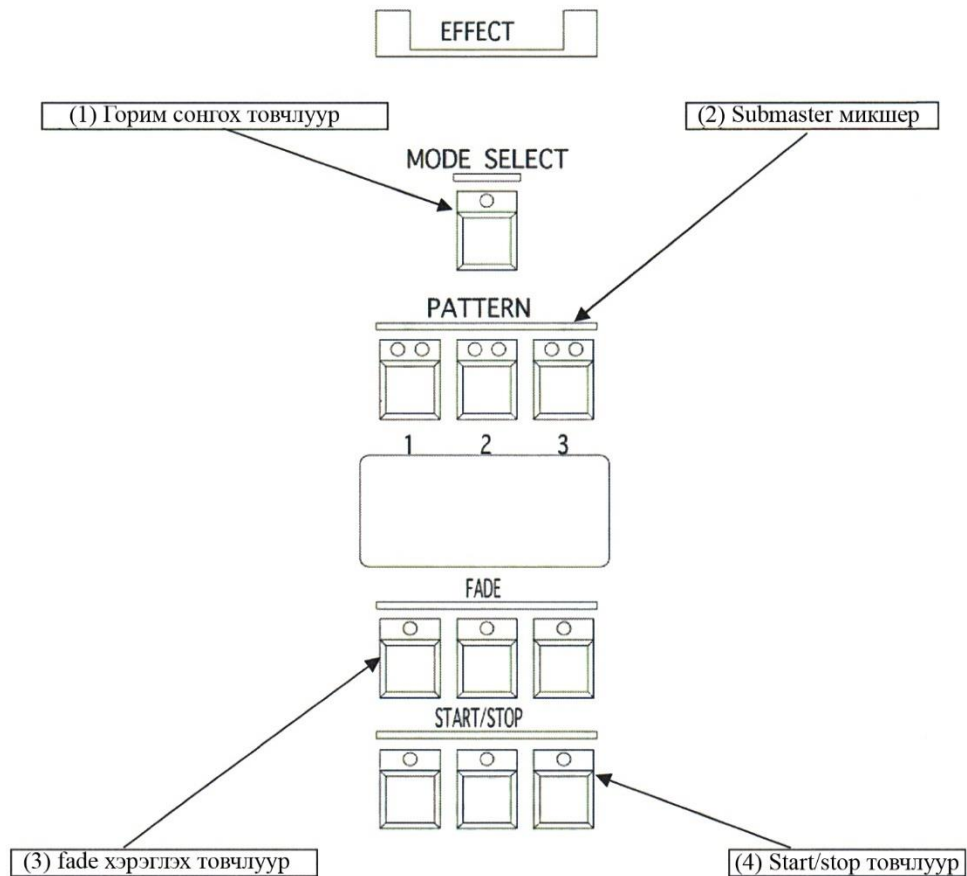 EFFECT
(1) Горим сонгох товчлуур
(2) Submaster микшер
MODE SELECT
PATTERN
1 2 3
FADE
START/STOP
(3) fade хэрэглэх товчлуур
(4) Start/stop товчлуур